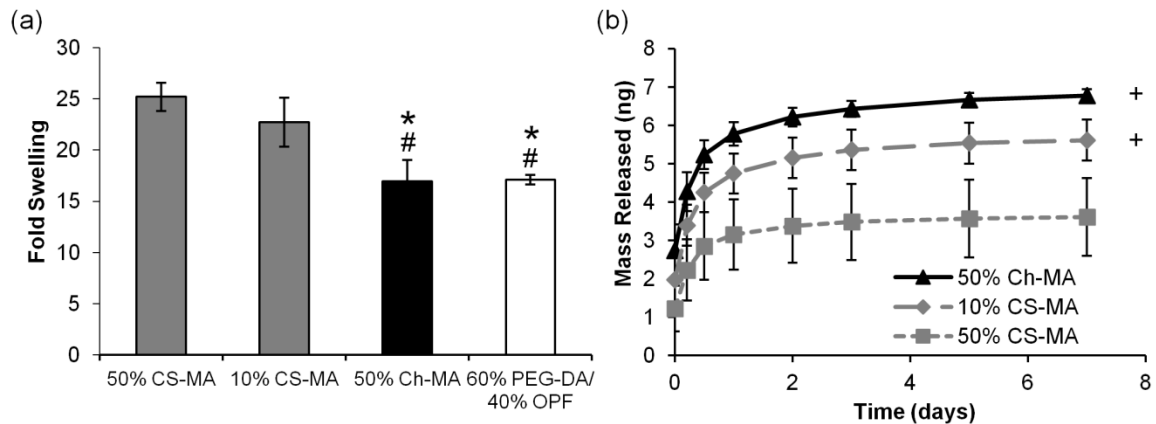 (a)
30
25
20
15
10
5
0
Fold Swelling
*
#
*
#
50% CS-MA
10% CS-MA
50% Ch-MA
60% PEG-DA/
40% OPF
(b)
8
7
6
5
4
3
2
1
0
Mass Released (ng)
+
+
50% Ch-MA
10% CS-MA
50% CS-MA
0
2
4
6
8
Time (days)